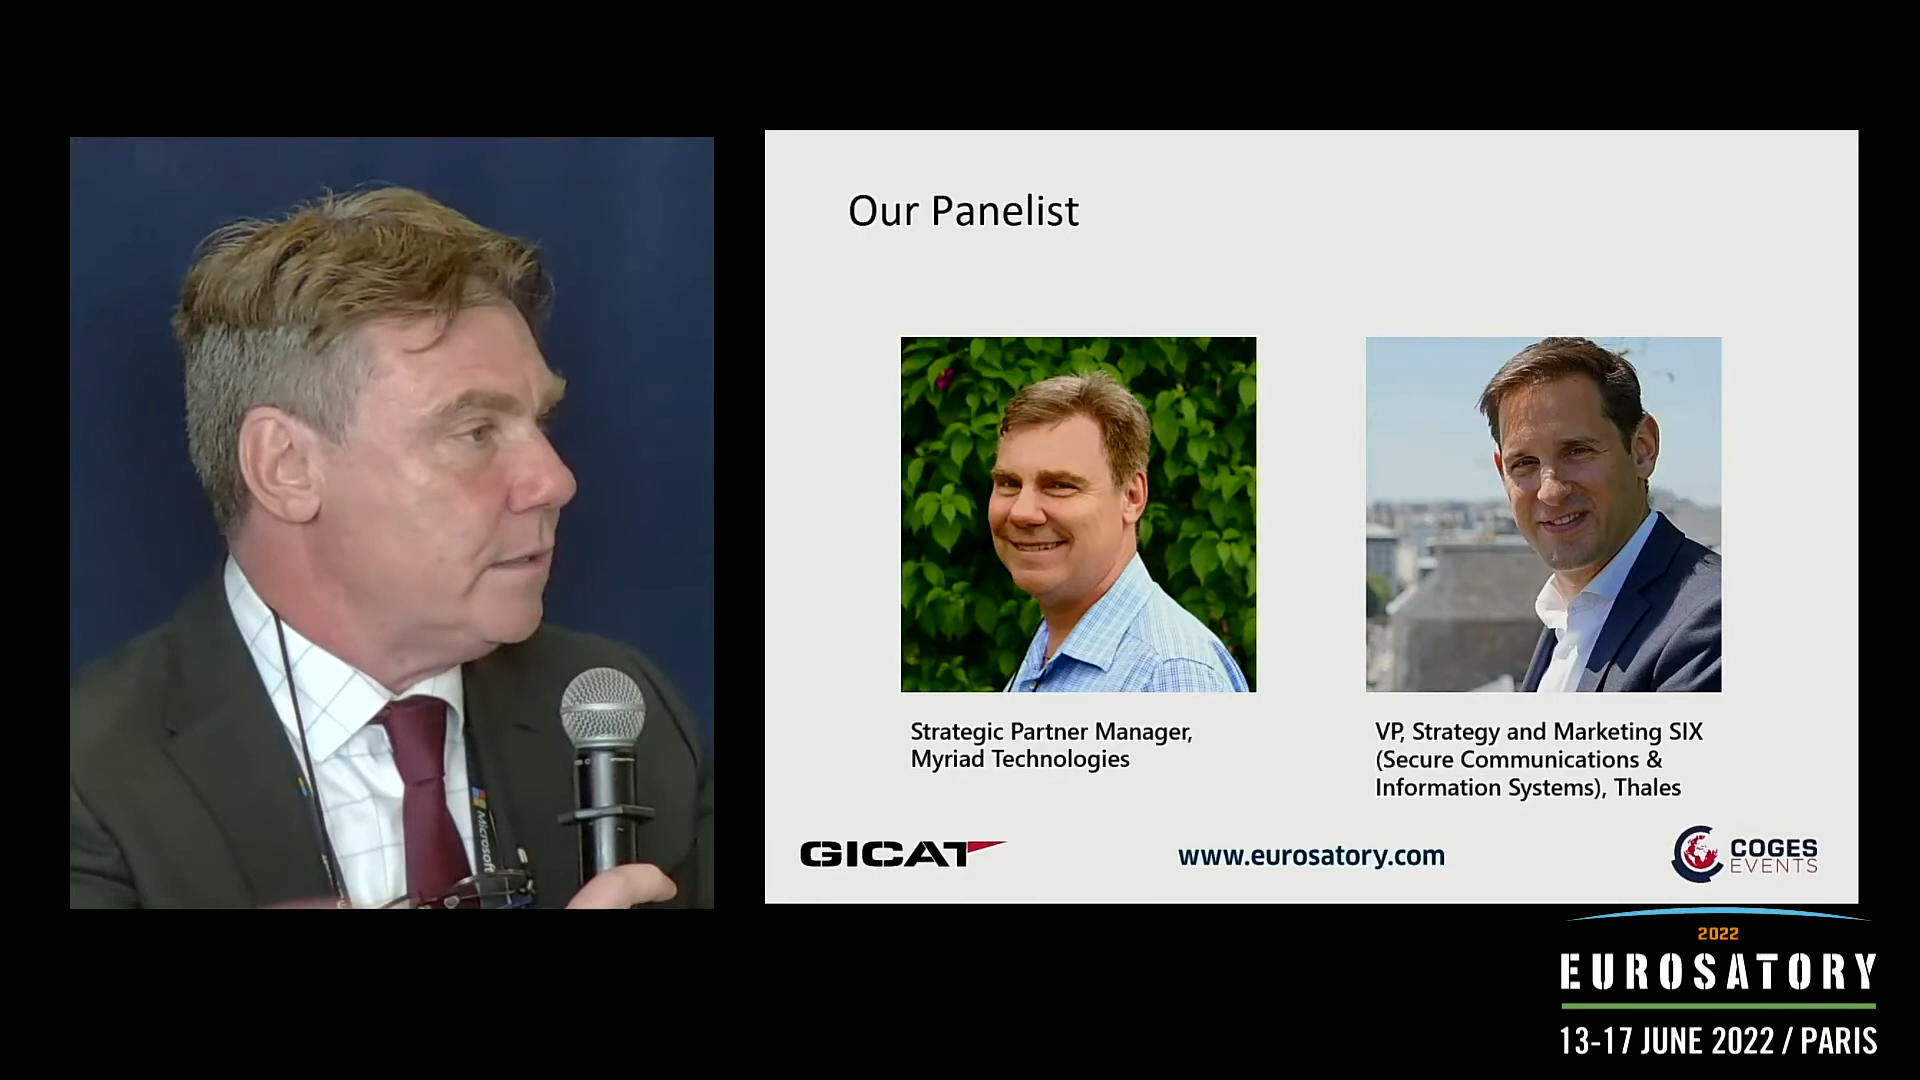 Our Panelist
Strategic Partner Manager,
Myriad Technologies
VP, Strategy and Marketing SIX
(Secure Communications &
Information Systems), Thales
GICAT
www.eurosatory.com
COGES
EVENTS
Microsoft
2022
EUROSATORY
13-17 JUNE 2022 / PARIS